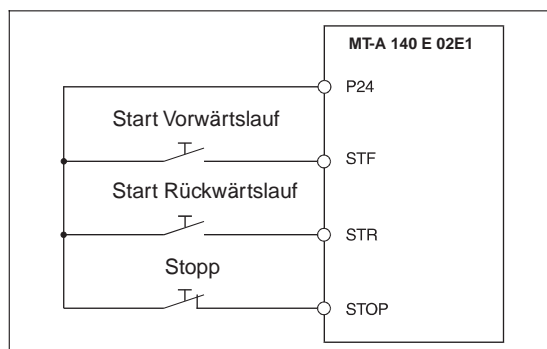 MT-A 140 E 02E1
P24
Start Vorwärtslauf
STF
Start Rückwärtslauf
STR
Stopp
STOP